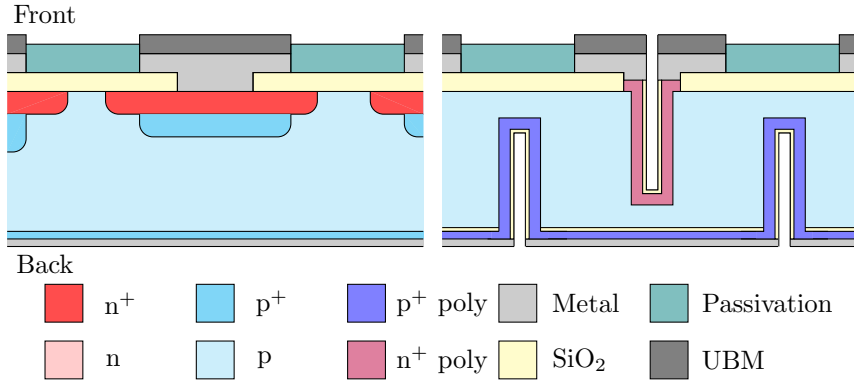 Front
Back
n⁺ p⁺ p⁺ poly Metal Passivation
n p n⁺ poly SiO₂ UBM